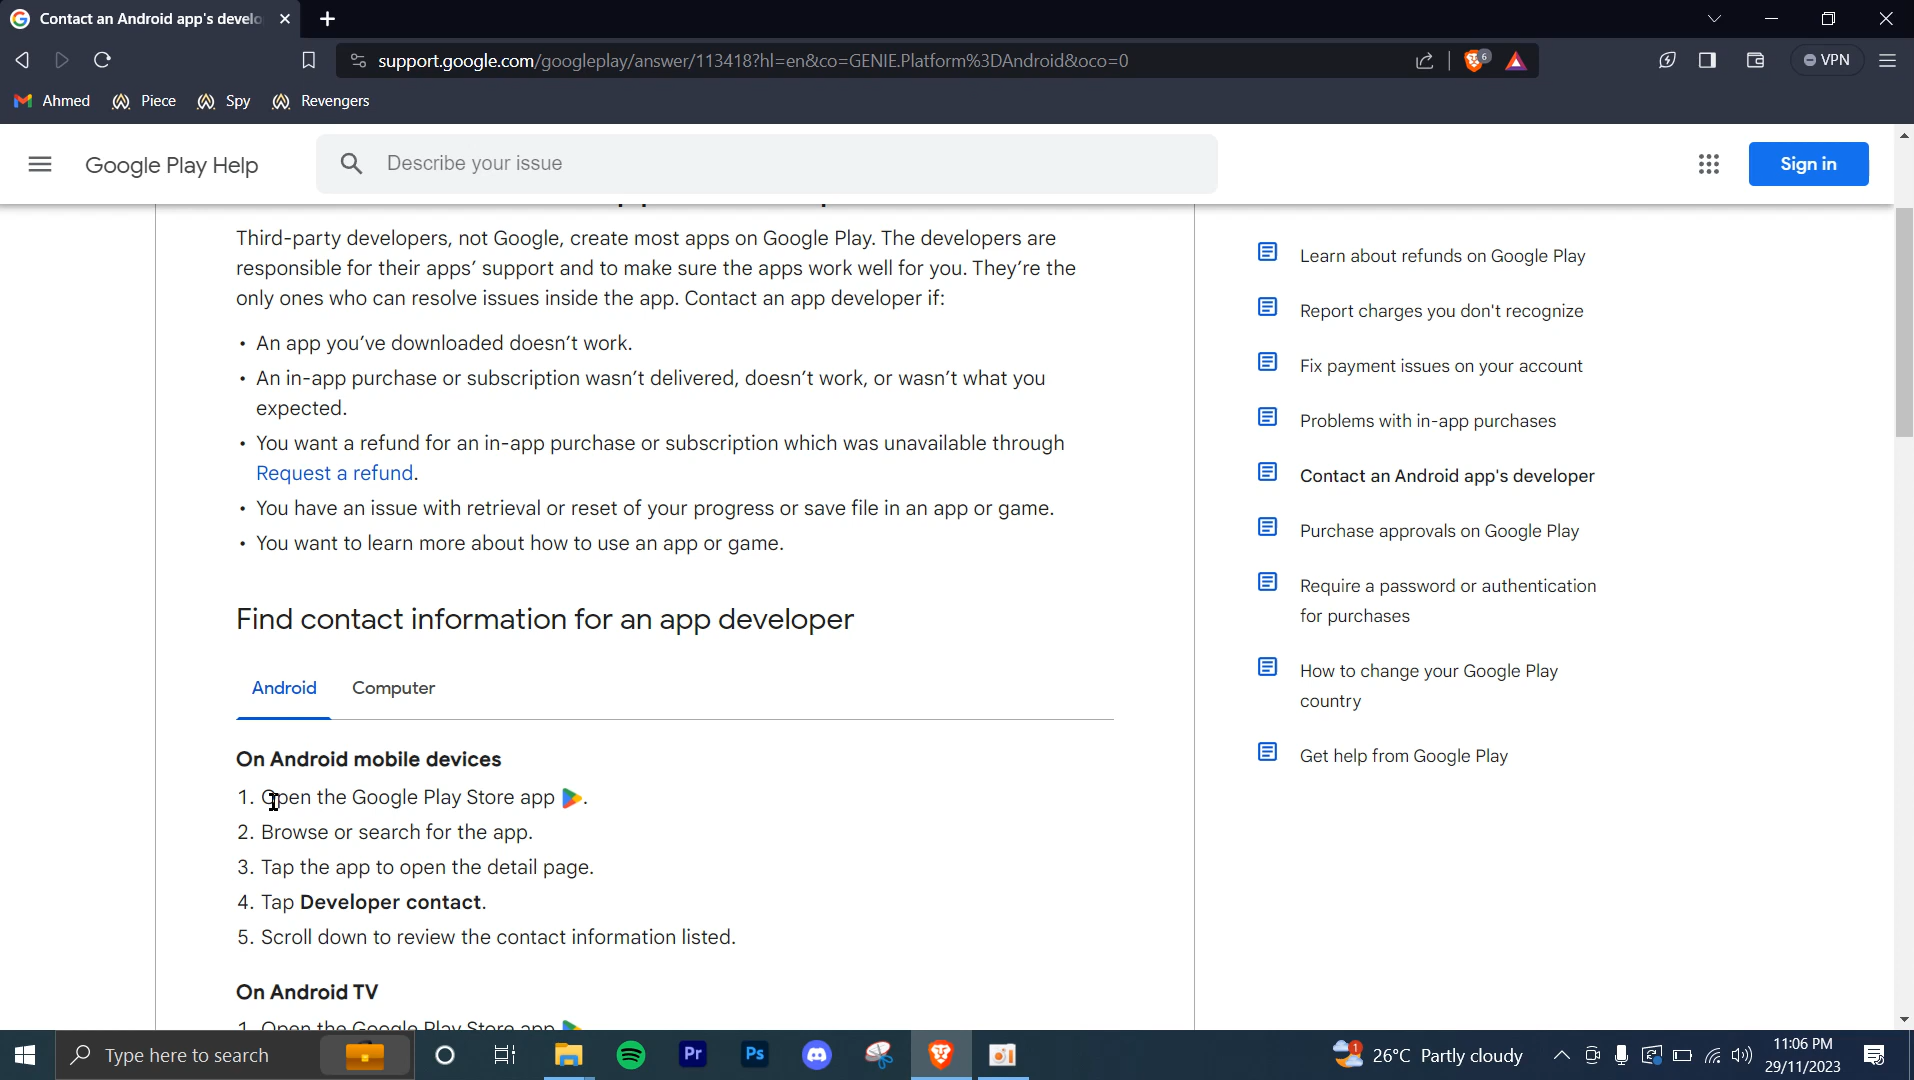 Contact an Android app's develo
support.google.com/googleplay/answer/113418?hl=en&co=GENIE.Platform%3DAndroid&oco=0
6
VPN
Ahmed
Piece
Spy
Revengers
Google Play Help
Describe your issue
Sign in
Third-party developers, not Google, create most apps on Google Play. The developers are
responsible for their apps’ support and to make sure the apps work well for you. They’re the
only ones who can resolve issues inside the app. Contact an app developer if:
• An app you’ve downloaded doesn’t work.
• An in-app purchase or subscription wasn’t delivered, doesn’t work, or wasn’t what you
expected.
• You want a refund for an in-app purchase or subscription which was unavailable through
Request a refund.
• You have an issue with retrieval or reset of your progress or save file in an app or game.
• You want to learn more about how to use an app or game.
Find contact information for an app developer
Android
Computer
On Android mobile devices
1. Open the Google Play Store app .
2. Browse or search for the app.
3. Tap the app to open the detail page.
4. Tap Developer contact.
5. Scroll down to review the contact information listed.
On Android TV
1. Open the Google Play Store app
Learn about refunds on Google Play
Report charges you don't recognize
Fix payment issues on your account
Problems with in-app purchases
Contact an Android app's developer
Purchase approvals on Google Play
Require a password or authentication
for purchases
How to change your Google Play
country
Get help from Google Play
Type here to search
Pr
Ps
1
26°C Partly cloudy
11:06 PM
29/11/2023